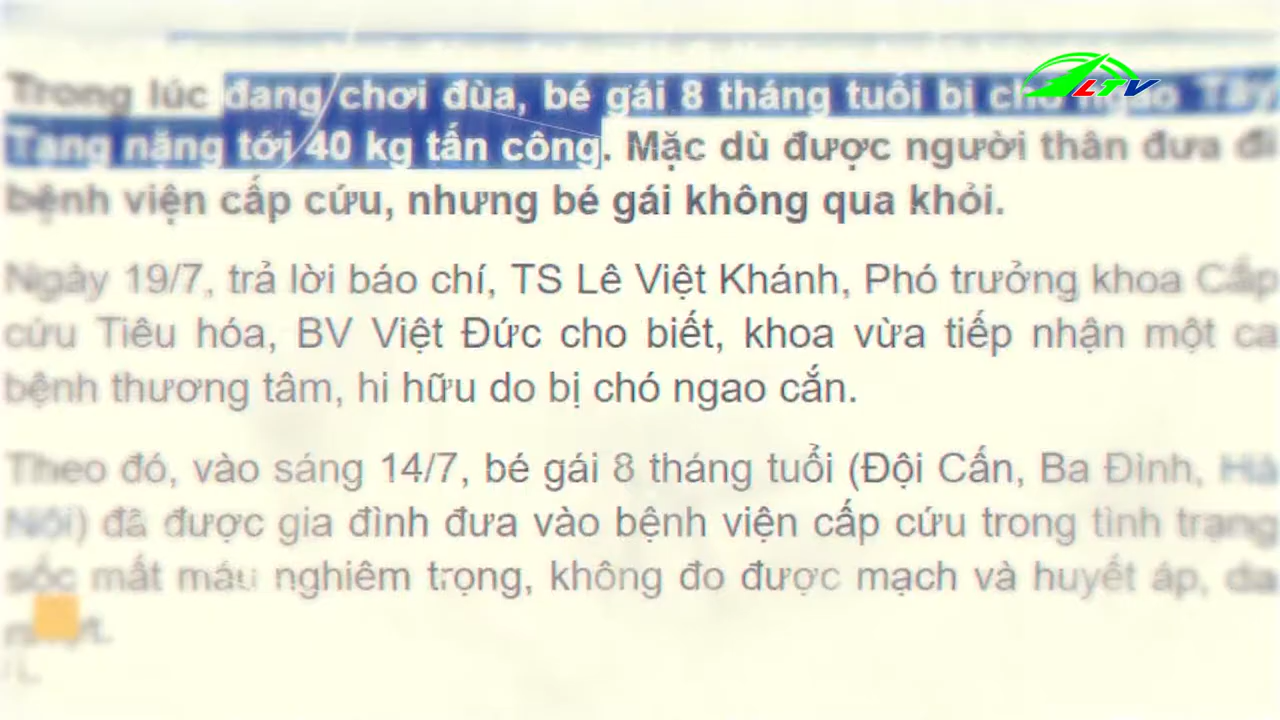 LTV
Trong lúc đang chơi đùa, bé gái 8 tháng tuổi bị chó ngao Tây
Tạng nặng tới 40 kg tấn công. Mặc dù được người thân đưa đi
bệnh viện cấp cứu, nhưng bé gái không qua khỏi.
Ngày 19/7, trả lời báo chí, TS Lê Việt Khánh, Phó trưởng khoa Cấp
cứu Tiêu hóa, BV Việt Đức cho biết, khoa vừa tiếp nhận một ca
bệnh thương tâm, hi hữu do bị chó ngao cắn.
Theo đó, vào sáng 14/7, bé gái 8 tháng tuổi (Đội Cấn, Ba Đình, Hà
Nội) đã được gia đình đưa vào bệnh viện cấp cứu trong tình trạng
sốc mất máu nghiêm trọng, không đo được mạch và huyết áp, da